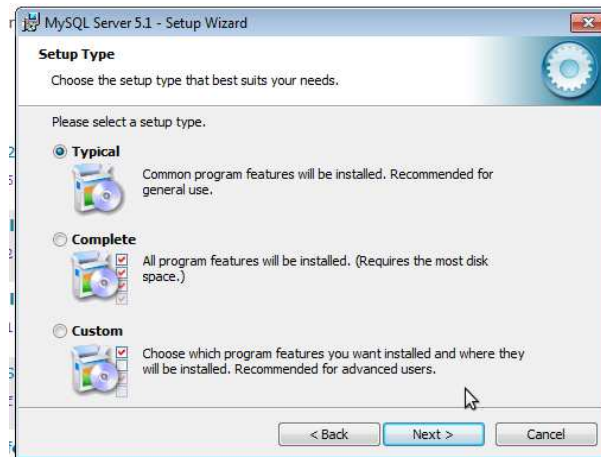 MySQL Server 5.1 - Setup Wizard
Setup Type
Choose the setup type that best suits your needs.
Please select a setup type.
Typical
Common program features will be installed. Recommended for
general use.
Complete
All program features will be installed. (Requires the most disk
space.)
Custom
Choose which program features you want installed and where they
will be installed. Recommended for advanced users.
< Back
Next >
Cancel